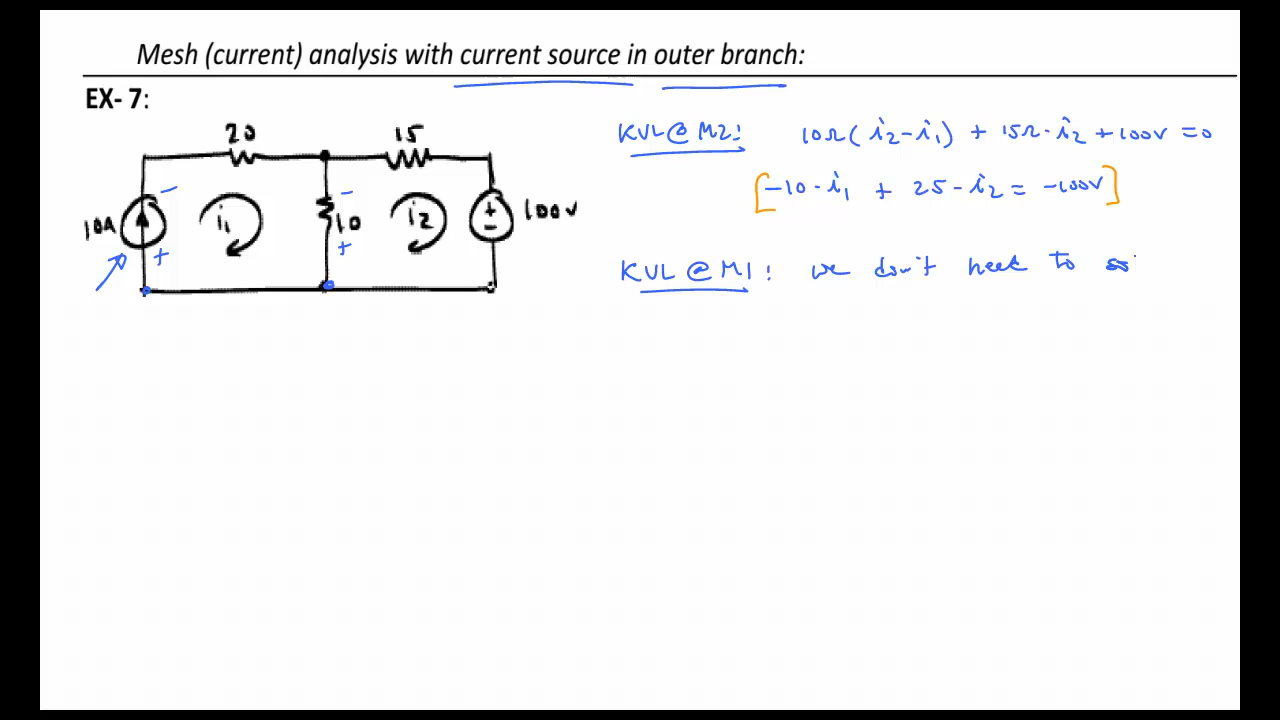 Mesh (current) analysis with current source in outer branch:
EX- 7:
20
15
10A
i₁
10
i₂
100V
- + - + + -
KVL @ M2: 10Ω(i₂-i₁) + 15Ω·i₂ + 100V = 0
[-10·i₁ + 25-i₂ = -100V]
KVL @ M1: we don't need to